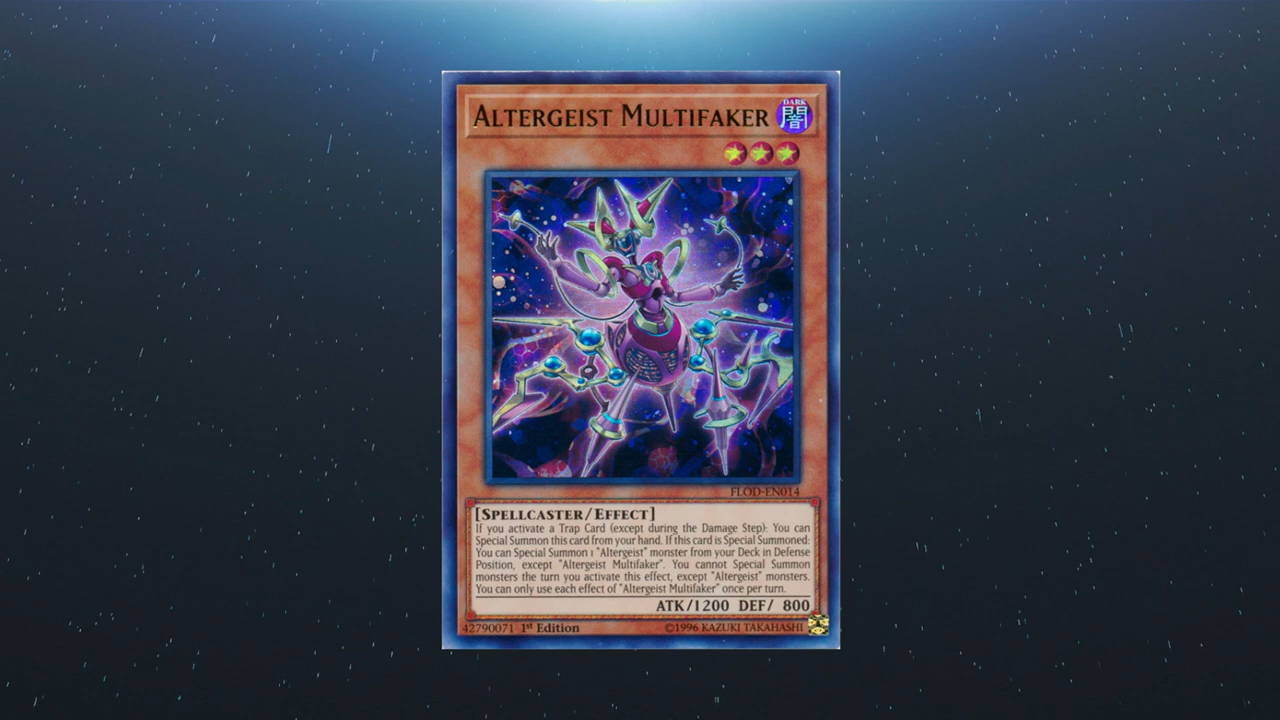 ALTERGEIST MULTIFAKER
DARK
闇
FLOD-EN014
[SPELLCASTER/EFFECT]
If you activate a Trap Card (except during the Damage Step): You can
Special Summon this card from your hand. If this card is Special Summoned:
You can Special Summon 1 "Altergeist" monster from your Deck in Defense
Position, except "Altergeist Multifaker". You cannot Special Summon
monsters the turn you activate this effect, except "Altergeist" monsters.
You can only use each effect of "Altergeist Multifaker" once per turn.
ATK/1200 DEF/ 800
42790071 1st Edition ©1996 KAZUKI TAKAHASHI